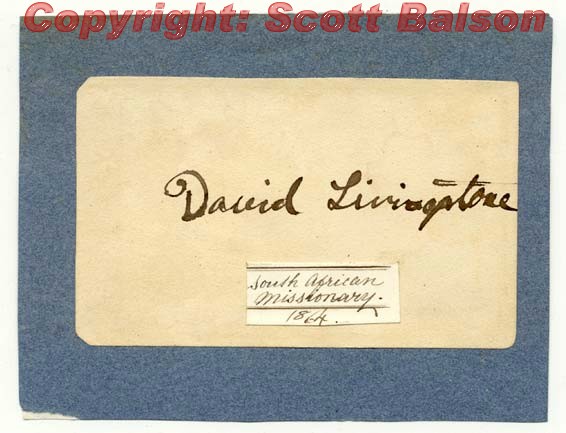 Copyright: Scott Balson
David Livingstone
South African
Missionary.
1864.